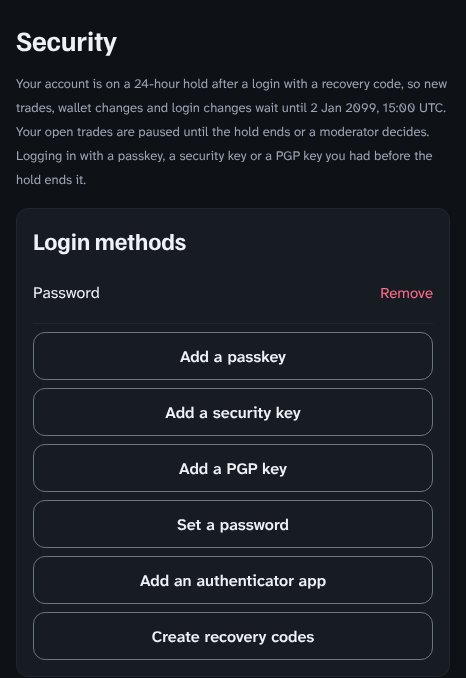 Security
Your account is on a 24-hour hold after a login with a recovery code, so new
trades, wallet changes and login changes wait until 2 Jan 2099, 15:00 UTC.
Your open trades are paused until the hold ends or a moderator decides.
Logging in with a passkey, a security key or a PGP key you had before the
hold ends it.
Login methods
Password Remove
Add a passkey
Add a security key
Add a PGP key
Set a password
Add an authenticator app
Create recovery codes